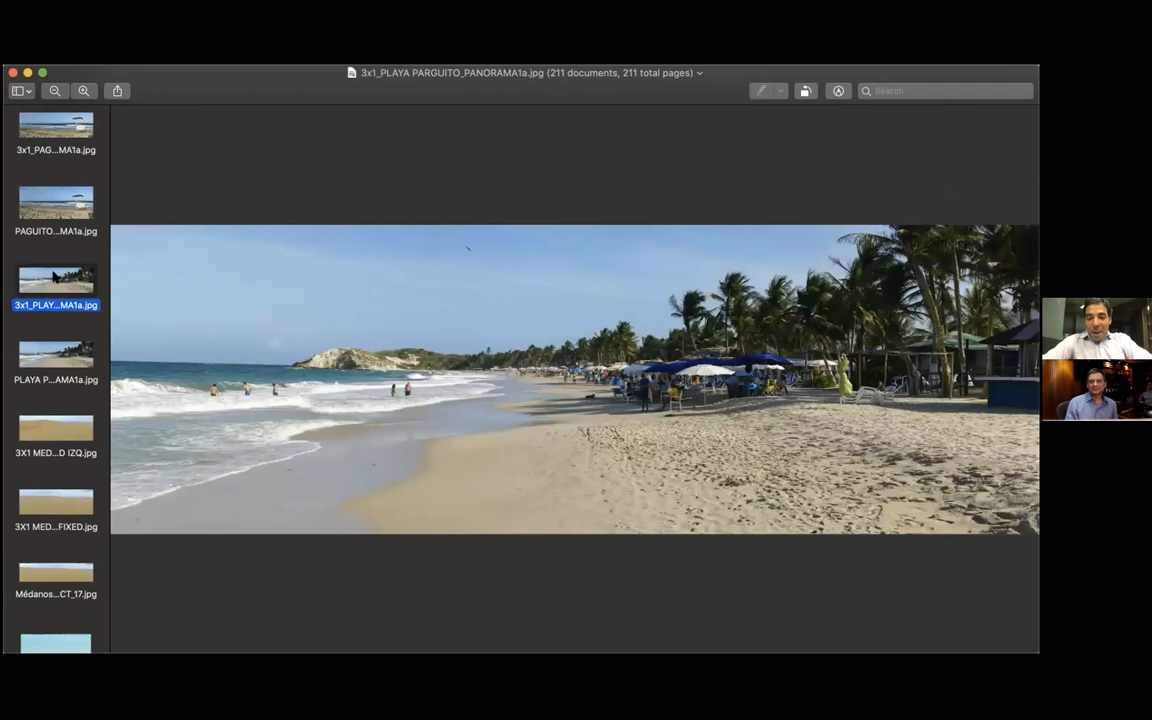 3x1_PLAYA PARGUITO_PANORAMA1a.jpg (211 documents, 211 total pages)
Search
3x1_PAG...MA1a.jpg
PAGUITO...MA1a.jpg
3x1_PLAY...MA1a.jpg
PLAYA P...AMA1a.jpg
3X1 MED...D IZQ.jpg
3X1 MED...FIXED.jpg
Médanos...CT_17.jpg